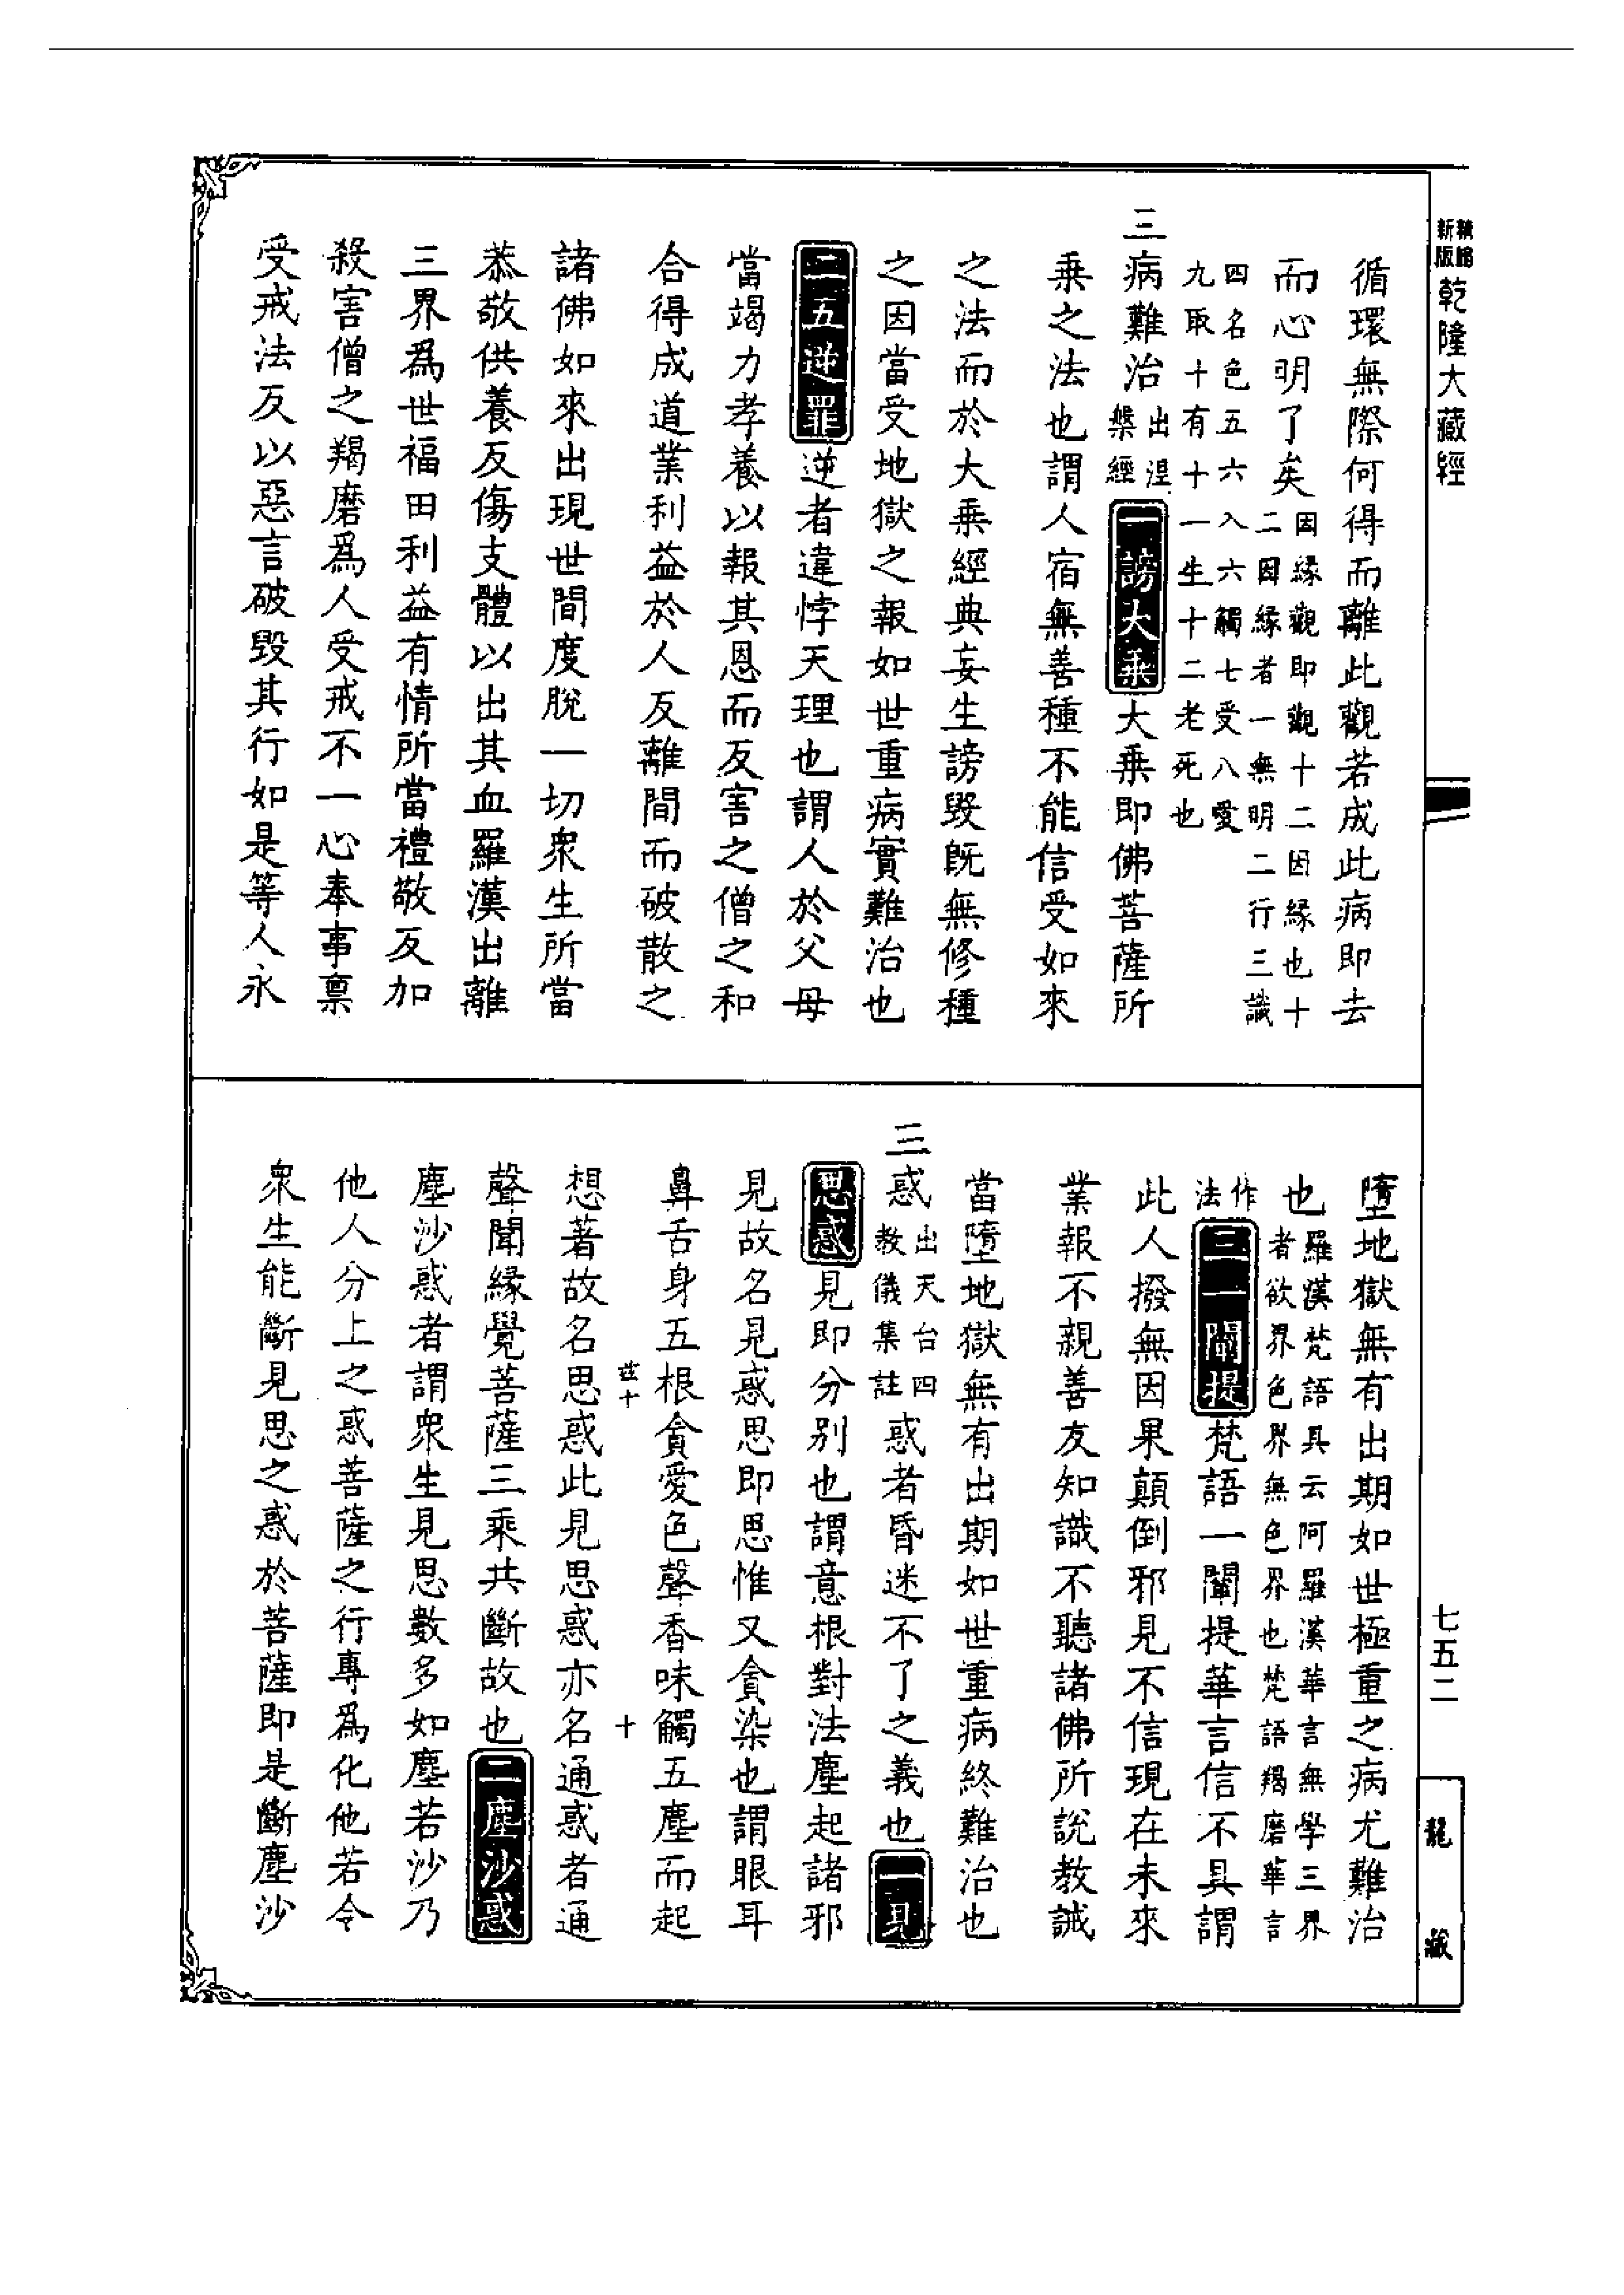 新版
乾隆大藏經
循環無際何得而離此觀若成此病即去
而心明了矣因緣觀即觀十二因緣也十
二因緣者一無明二行三識
四名色五六入六觸七受八愛
九取十有十一生十二老死也
三病難治出涅
槃經一謗大乘大乘即佛菩薩所
乘之法也謂人宿無善種不能信受如來
之法而於大乘經典妄生謗毀既無修種
之因當受地獄之報如世重病實難治也
二五逆罪逆者違悖天理也謂人於父母
當竭力孝養以報其恩而反害之僧之和
合得成道業利益於人反離間而破散之
諸佛如來出現世間度脫一切衆生所當
恭敬供養反傷支體以出其血羅漢出離
三界爲世福田利益有情所當禮敬反加
殺害僧之羯磨爲人受戒不一心奉事禀
受戒法反以惡言破毀其行如是等人永
墮地獄無有出期如世極重之病尤難治
也羅漢梵語具云阿羅漢華言無學三界
者欲界色界無色界也梵語羯磨華言
作
法三一闡提梵語一闡提華言信不具謂
此人撥無因果顛倒邪見不信現在未來
業報不親善友知識不聽諸佛所說教誡
當墮地獄無有出期如世重病終難治也
三惑出天台四
教儀集註惑者昏迷不了之義也一見
思惑見即分別也謂意根對法塵起諸邪
見故名見惑思即思惟又貪染也謂眼耳
鼻舌身五根貪愛色聲香味觸五塵而起
茲十
十
想著故名思惑此見思惑亦名通惑者通
聲聞緣覺菩薩三乘共斷故也二塵沙惑
塵沙惑者謂衆生見思數多如塵若沙乃
他人分上之惑菩薩之行專爲化他若令
衆生能斷見思之惑於菩薩即是斷塵沙
七五二
龍藏